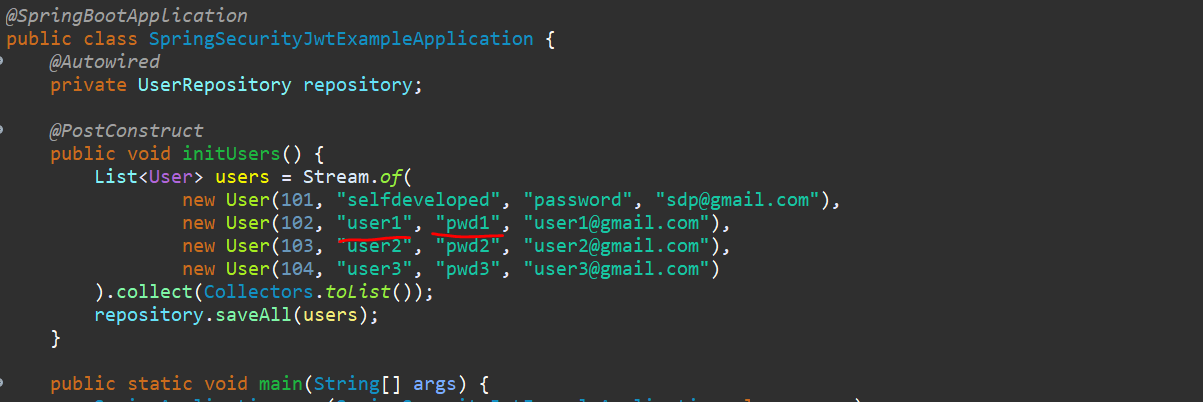 @SpringBootApplication
public class SpringSecurityJwtExampleApplication {
@Autowired
private UserRepository repository;
@PostConstruct
public void initUsers() {
List<User> users = Stream.of(
new User(101, "selfdeveloped", "password", "sdp@gmail.com"),
new User(102, "user1", "pwd1", "user1@gmail.com"),
new User(103, "user2", "pwd2", "user2@gmail.com"),
new User(104, "user3", "pwd3", "user3@gmail.com")
).collect(Collectors.toList());
repository.saveAll(users);
}
public static void main(String[] args) {